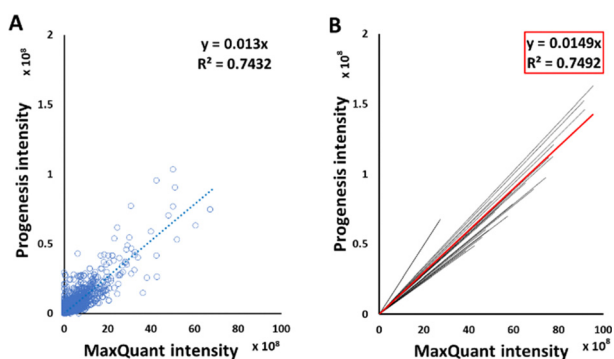 A
y = 0.013x
R² = 0.7432
x 10⁸
Progenesis intensity
2
1.5
1
0.5
0
0
20
40
60
80
100
MaxQuant intensity
x 10⁸
B
y = 0.0149x
R² = 0.7492
x 10⁸
Progenesis intensity
2
1.5
1
0.5
0
0
20
40
60
80
100
MaxQuant intensity
x 10⁸